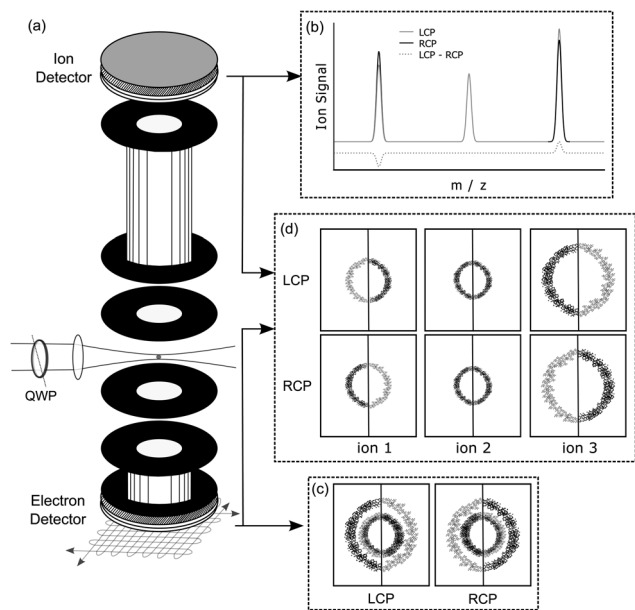 (a)
Ion
Detector
QWP
Electron
Detector
(b)
LCP
RCP
LCP - RCP
Ion Signal
m / z
(d)
LCP
RCP
ion 1
ion 2
ion 3
(c)
LCP
RCP